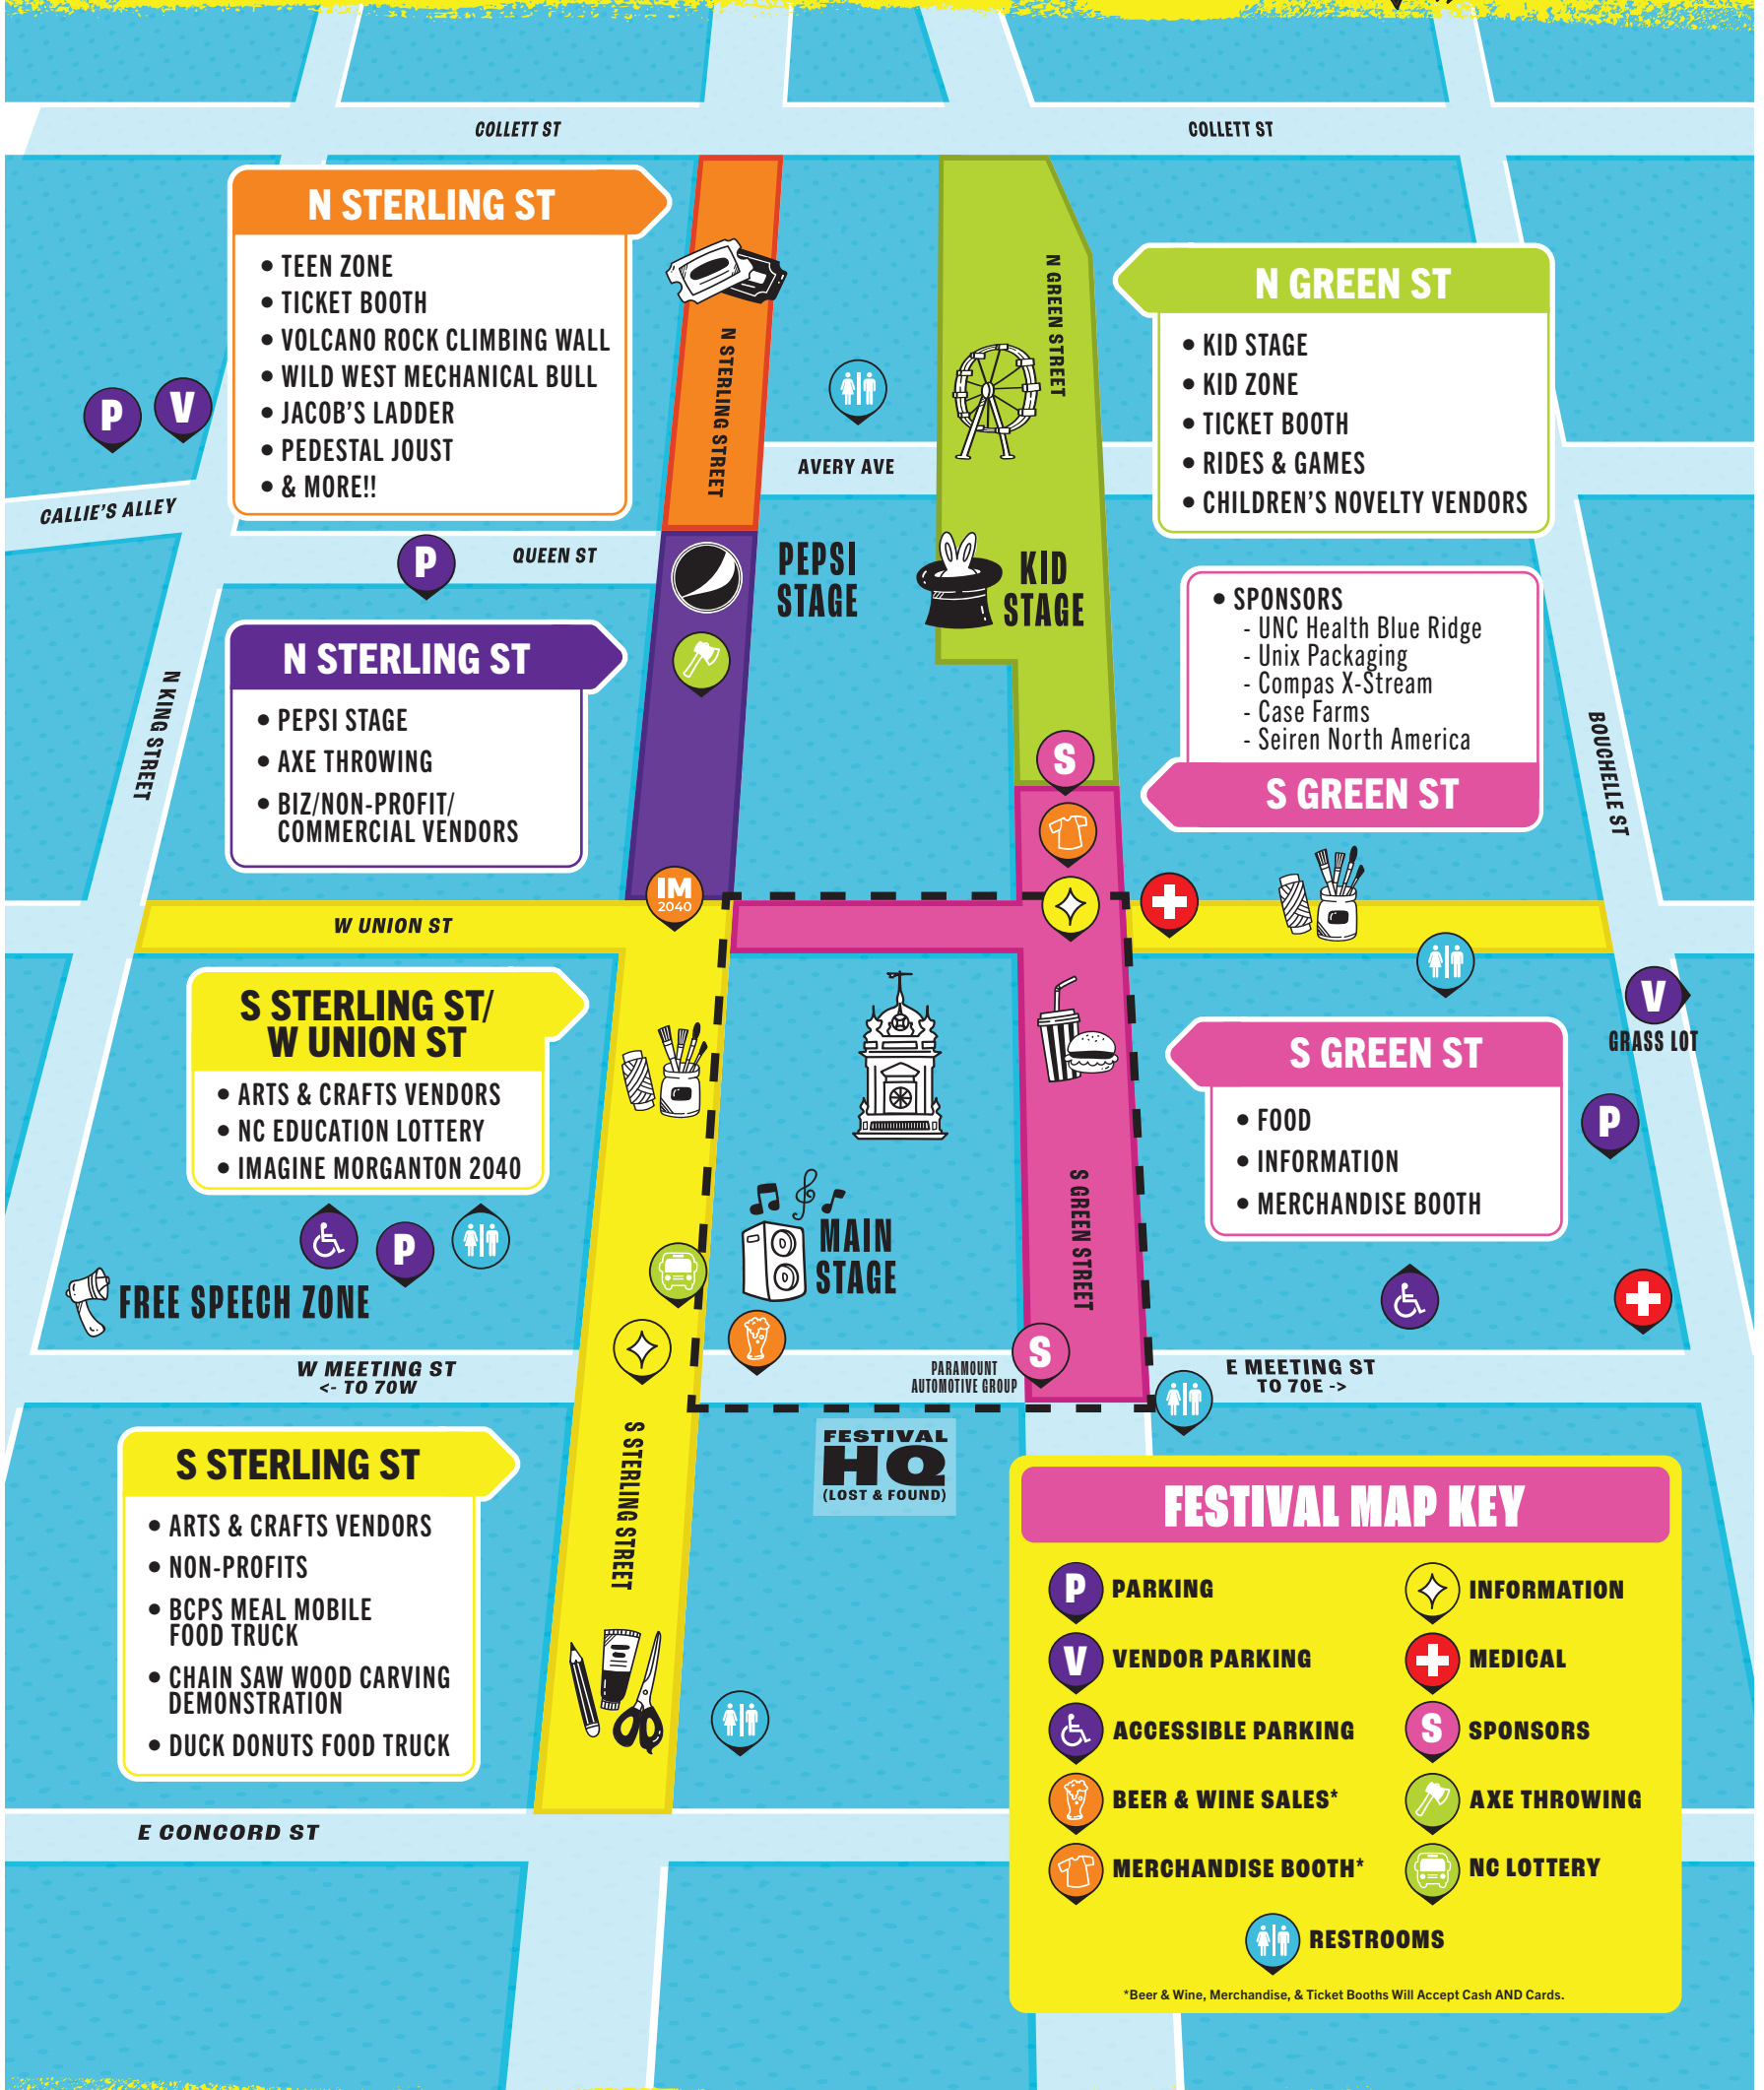 COLLETT ST
COLLETT ST
N STERLING ST
• TEEN ZONE
• TICKET BOOTH
• VOLCANO ROCK CLIMBING WALL
• WILD WEST MECHANICAL BULL
• JACOB'S LADDER
• PEDESTAL JOUST
• & MORE!!
N STERLING STREET
N GREEN STREET
N GREEN ST
• KID STAGE
• KID ZONE
• TICKET BOOTH
• RIDES & GAMES
• CHILDREN'S NOVELTY VENDORS
P
V
AVERY AVE
CALLIE'S ALLEY
P
QUEEN ST
PEPSI
STAGE
KID
STAGE
• SPONSORS
- UNC Health Blue Ridge
- Unix Packaging
- Compas X-Stream
- Case Farms
- Seiren North America
S GREEN ST
N STERLING ST
• PEPSI STAGE
• AXE THROWING
• BIZ/NON-PROFIT/
COMMERCIAL VENDORS
N KING STREET
BOUCHELLE ST
S
IM
2040
W UNION ST
S STERLING ST/
W UNION ST
• ARTS & CRAFTS VENDORS
• NC EDUCATION LOTTERY
• IMAGINE MORGANTON 2040
V
GRASS LOT
S GREEN ST
• FOOD
• INFORMATION
• MERCHANDISE BOOTH
P
P
S GREEN STREET
MAIN
STAGE
FREE SPEECH ZONE
W MEETING ST
<- TO 70W
PARAMOUNT
AUTOMOTIVE GROUP
S
E MEETING ST
TO 70E ->
FESTIVAL
HQ
(LOST & FOUND)
S STERLING STREET
S STERLING ST
• ARTS & CRAFTS VENDORS
• NON-PROFITS
• BCPS MEAL MOBILE
FOOD TRUCK
• CHAIN SAW WOOD CARVING
DEMONSTRATION
• DUCK DONUTS FOOD TRUCK
E CONCORD ST
FESTIVAL MAP KEY
P PARKING
V VENDOR PARKING
ACCESSIBLE PARKING
BEER & WINE SALES*
MERCHANDISE BOOTH*
INFORMATION
MEDICAL
S SPONSORS
AXE THROWING
NC LOTTERY
RESTROOMS
*Beer & Wine, Merchandise, & Ticket Booths Will Accept Cash AND Cards.